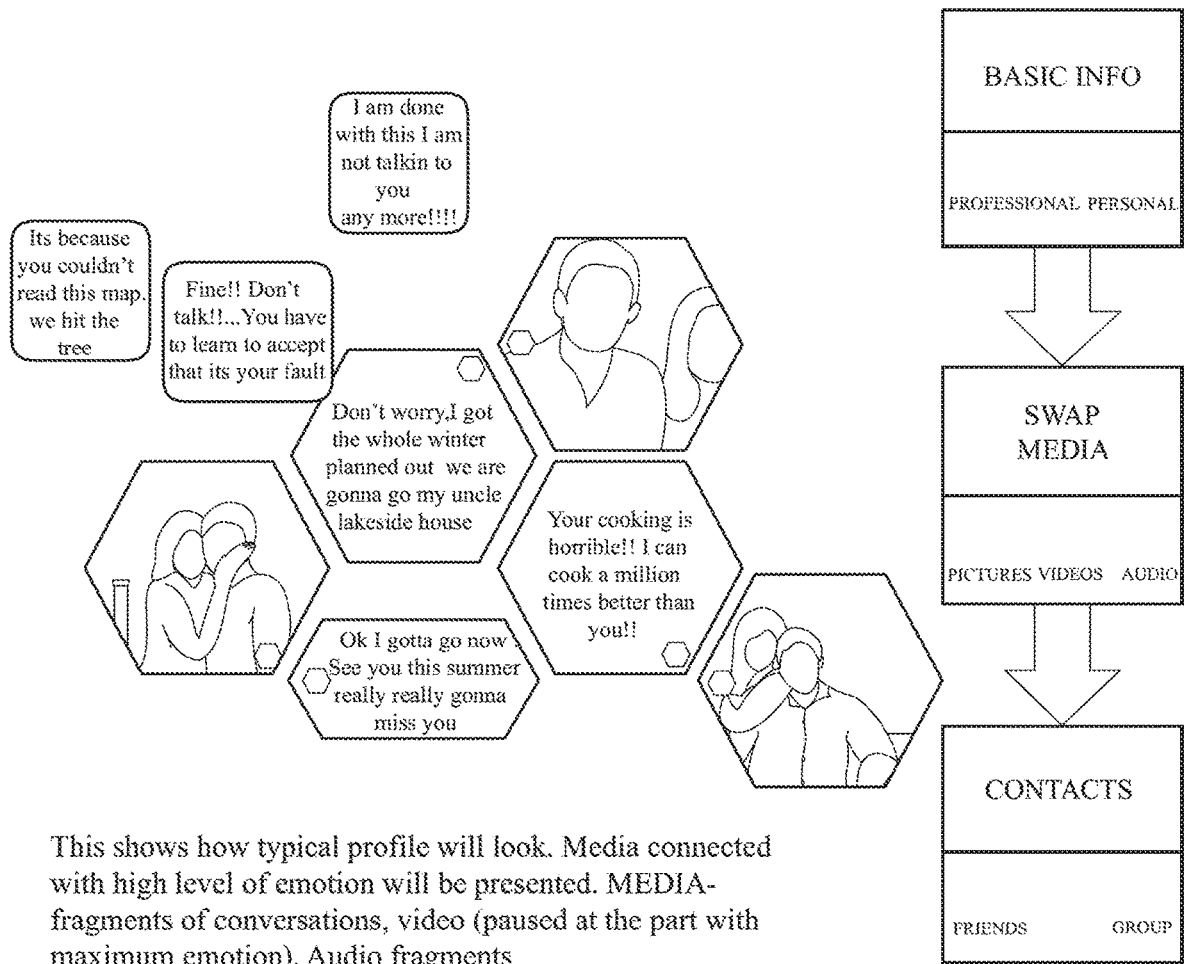 I am done
with this I am
not talkin to
you
any more!!!!
Its because
you couldn't
read this map.
we hit the
tree
Fine!! Don't
talk!!...You have
to learn to accept
that its your fault
Don't worry,I got
the whole winter
planned out we are
gonna go my uncle
lakeside house
Your cooking is
horrible!! I can
cook a million
times better than
you!!
Ok I gotta go now .
See you this summer
really really gonna
miss you
This shows how typical profile will look. Media connected
with high level of emotion will be presented. MEDIA-
fragments of conversations, video (paused at the part with
maximum emotion), Audio fragments
BASIC INFO
PROFESSIONAL PERSONAL
SWAP
MEDIA
PICTURES VIDEOS AUDIO
CONTACTS
FRIENDS GROUP